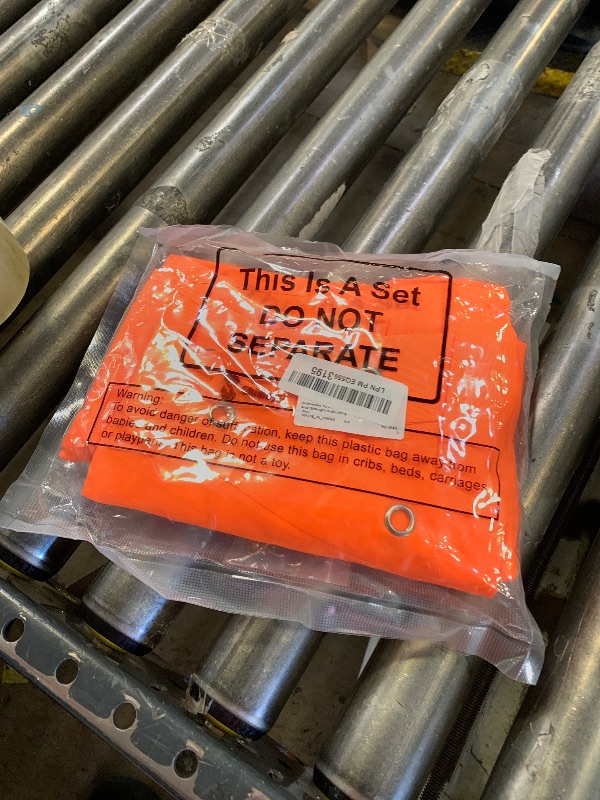 This Is A Set
DO NOT
SEPARATE
LPN PM EG5563195
Warning:
To avoid danger of suffocation, keep this plastic bag away from
babies and children. Do not use this bag in cribs, beds, carriages
or playpens. This bag is not a toy.